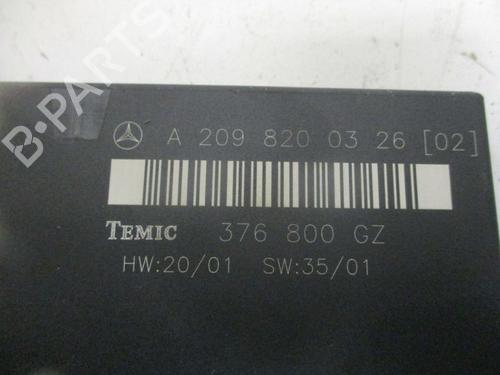 B-PARTS
A 209 820 03 26 [02]
TEMIC 376 800 GZ
HW:20/01 SW:35/01